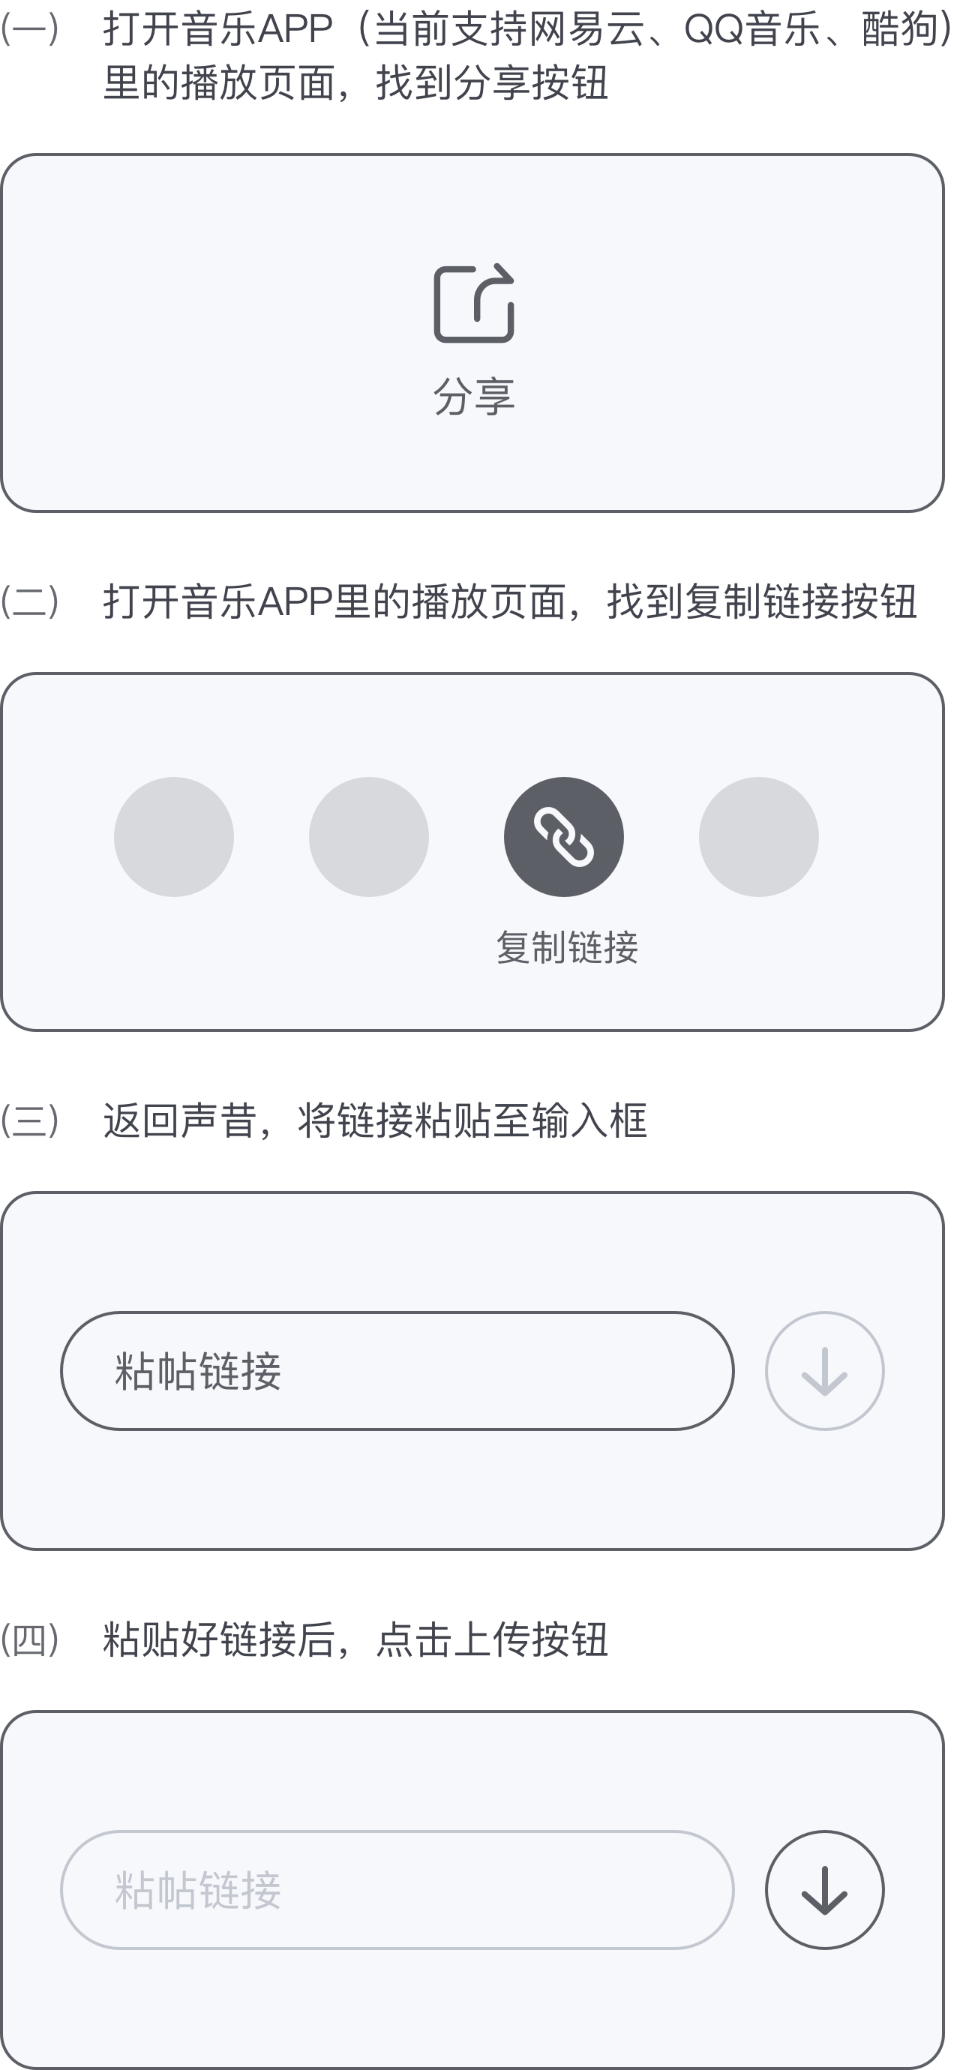 (一) 打开音乐APP（当前支持网易云、QQ音乐、酷狗）
里的播放页面，找到分享按钮
分享
(二) 打开音乐APP里的播放页面，找到复制链接按钮
复制链接
(三) 返回声昔，将链接粘贴至输入框
粘帖链接
(四) 粘贴好链接后，点击上传按钮
粘帖链接